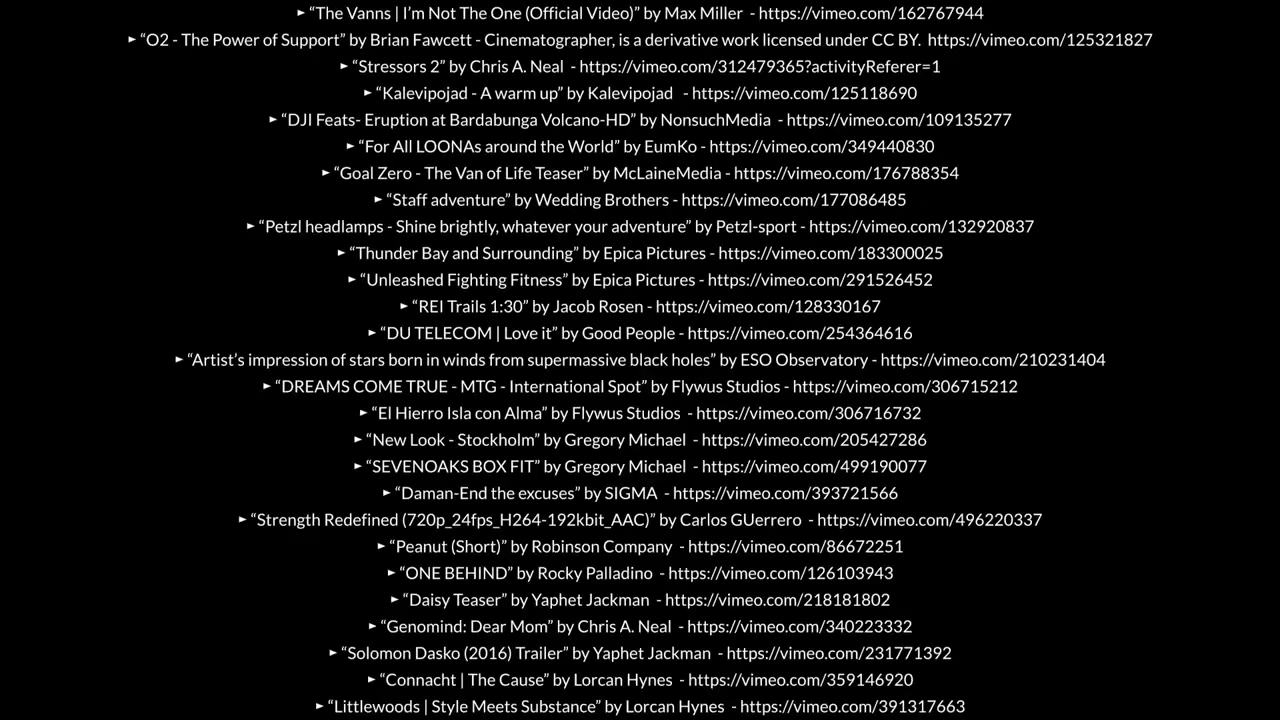 ► “The Vanns | I’m Not The One (Official Video)” by Max Miller - https://vimeo.com/162767944
► “O2 - The Power of Support” by Brian Fawcett - Cinematographer, is a derivative work licensed under CC BY. https://vimeo.com/125321827
► “Stressors 2” by Chris A. Neal - https://vimeo.com/312479365?activityReferer=1
► “Kalevipojad - A warm up” by Kalevipojad - https://vimeo.com/125118690
► “DJI Feats- Eruption at Bardabunga Volcano-HD” by NonsuchMedia - https://vimeo.com/109135277
► “For All LOONAs around the World” by EumKo - https://vimeo.com/349440830
► “Goal Zero - The Van of Life Teaser” by McLaineMedia - https://vimeo.com/176788354
► “Staff adventure” by Wedding Brothers - https://vimeo.com/177086485
► “Petzl headlamps - Shine brightly, whatever your adventure” by Petzl-sport - https://vimeo.com/132920837
► “Thunder Bay and Surrounding” by Epica Pictures - https://vimeo.com/183300025
► “Unleashed Fighting Fitness” by Epica Pictures - https://vimeo.com/291526452
► “REI Trails 1:30” by Jacob Rosen - https://vimeo.com/128330167
► “DU TELECOM | Love it” by Good People - https://vimeo.com/254364616
► “Artist’s impression of stars born in winds from supermassive black holes” by ESO Observatory - https://vimeo.com/210231404
► “DREAMS COME TRUE - MTG - International Spot” by Flywus Studios - https://vimeo.com/306715212
► “El Hierro Isla con Alma” by Flywus Studios - https://vimeo.com/306716732
► “New Look - Stockholm” by Gregory Michael - https://vimeo.com/205427286
► “SEVENOAKS BOX FIT” by Gregory Michael - https://vimeo.com/499190077
► “Daman-End the excuses” by SIGMA - https://vimeo.com/393721566
► “Strength Redefined (720p_24fps_H264-192kbit_AAC)” by Carlos GUerrero - https://vimeo.com/496220337
► “Peanut (Short)” by Robinson Company - https://vimeo.com/86672251
► “ONE BEHIND” by Rocky Palladino - https://vimeo.com/126103943
► “Daisy Teaser” by Yaphet Jackman - https://vimeo.com/218181802
► “Genomind: Dear Mom” by Chris A. Neal - https://vimeo.com/340223332
► “Solomon Dasko (2016) Trailer” by Yaphet Jackman - https://vimeo.com/231771392
► “Connacht | The Cause” by Lorcan Hynes - https://vimeo.com/359146920
► “Littlewoods | Style Meets Substance” by Lorcan Hynes - https://vimeo.com/391317663